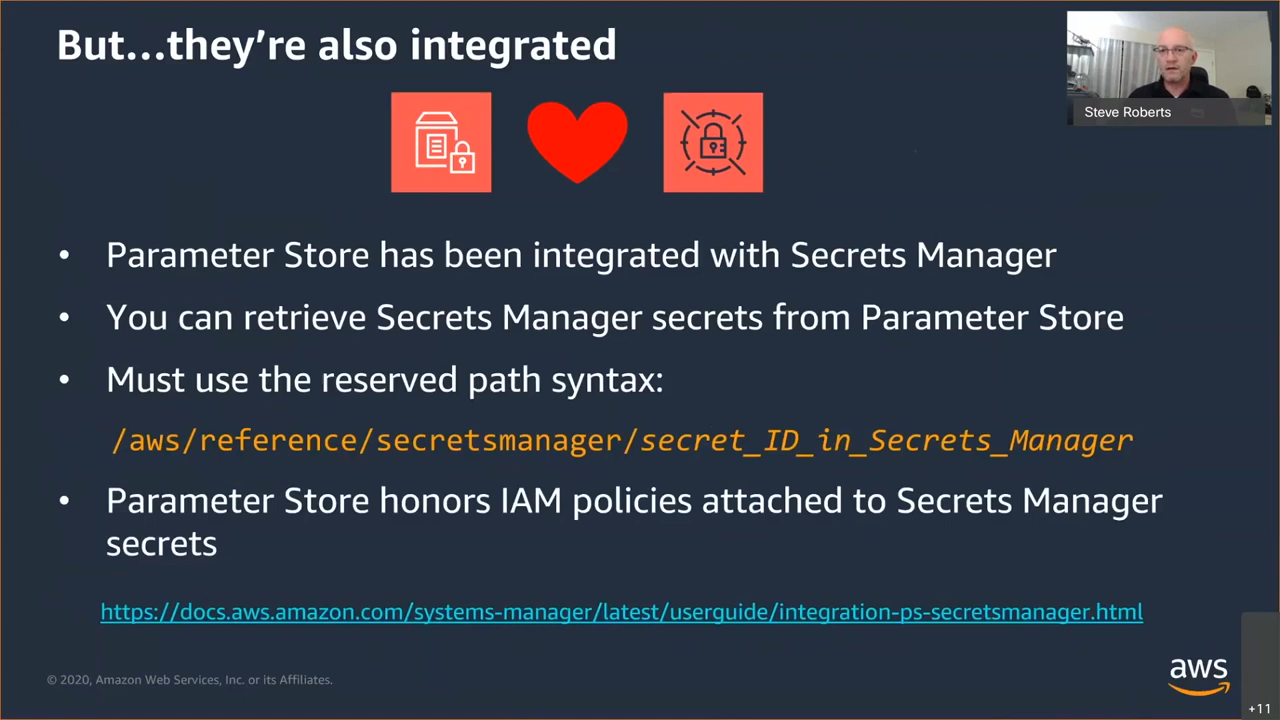 But...they're also integrated
Steve Roberts
• Parameter Store has been integrated with Secrets Manager
• You can retrieve Secrets Manager secrets from Parameter Store
• Must use the reserved path syntax:
/aws/reference/secretsmanager/secret_ID_in_Secrets_Manager
• Parameter Store honors IAM policies attached to Secrets Manager
secrets
https://docs.aws.amazon.com/systems-manager/latest/userguide/integration-ps-secretsmanager.html
© 2020, Amazon Web Services, Inc. or its Affiliates.
aws
+11